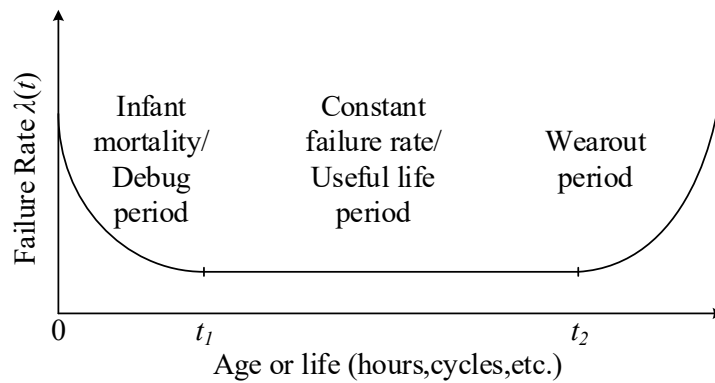 Failure Rate λ(t)
Infant
mortality/
Debug
period
Constant
failure rate/
Useful life
period
Wearout
period
0
t1
t2
Age or life (hours,cycles,etc.)